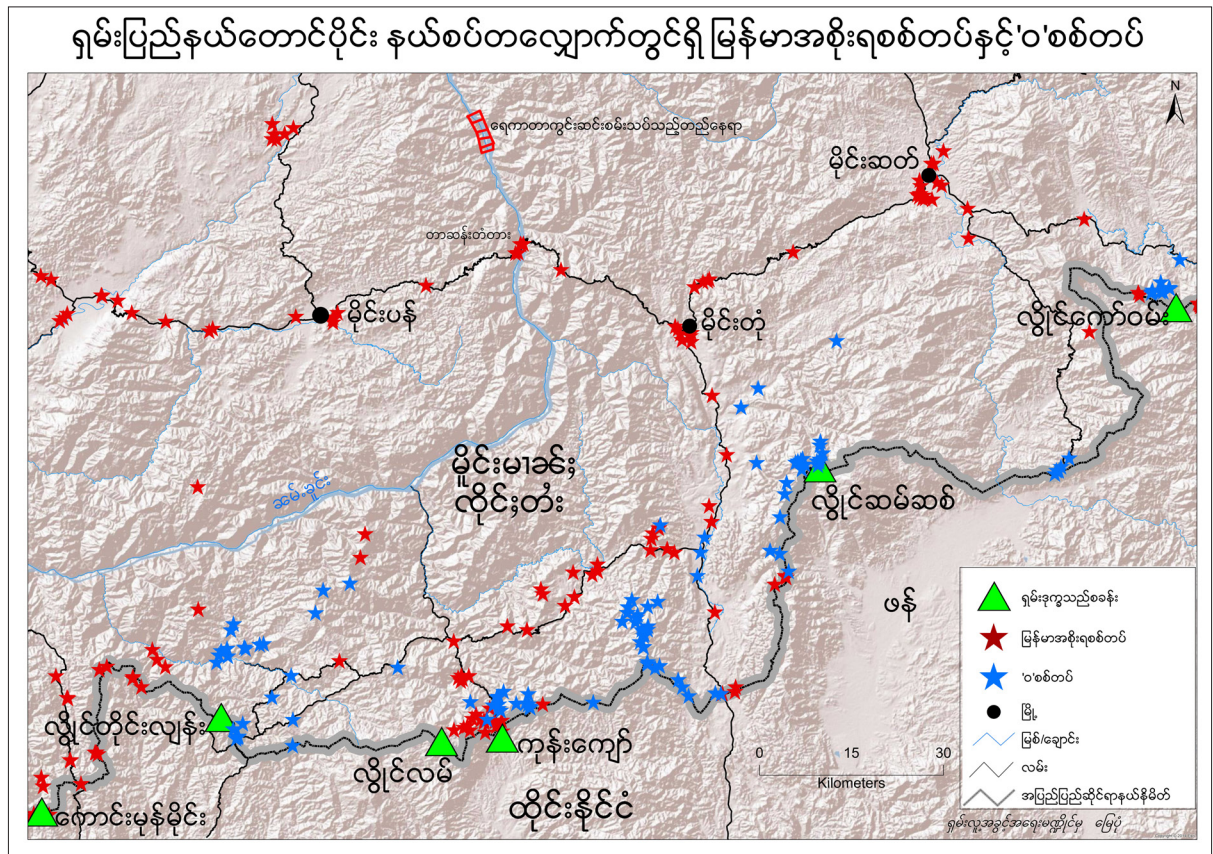 ရှမ်းပြည်နယ်တောင်ပိုင်း နယ်စပ်တလျှောက်တွင်ရှိ မြန်မာအစိုးရစစ်တပ်နှင့်'ဝ'စစ်တပ်
N
ရေကာတာကွင်းဆင်းစမ်းသပ်သည့်တည်နေရာ
မိုင်းဆတ်
တာဆန်းတံတား
မိုင်းပန်
မိုင်းတုံ
လွိုင်ကော်ဝမ်း
မိူင်းမၢၼ်ႈ
ၸိုင်ႈတႆး
ၼမ်ႉၶူင်း
လွိုင်ဆမ်ဆစ်
ဖန်
လွိုင်တိုင်းလျန်း
လွိုင်လမ်
ကုန်းကျော်
ကောင်းမုန်မိုင်း
ထိုင်းနိုင်ငံ
0 15 30
Kilometers
ရှမ်းဒုက္ခသည်စခန်း
မြန်မာအစိုးရစစ်တပ်
'ဝ'စစ်တပ်
မြို့
မြစ်/ချောင်း
လမ်း
အပြည်ပြည်ဆိုင်ရာနယ်နိမိတ်
ရှမ်းလူ့အခွင့်အရေးမဏ္ဍိုင်မှ မြေပုံ